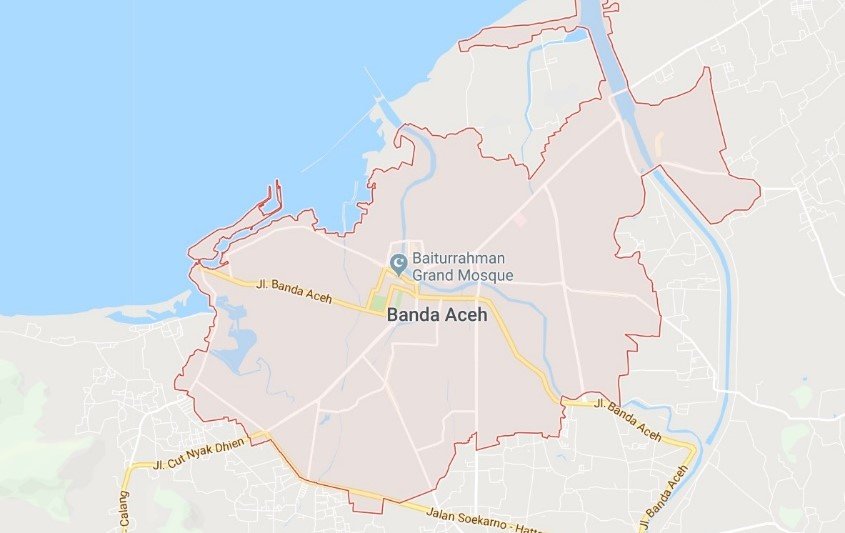 Baiturrahman
Grand Mosque
Jl. Banda Aceh
Banda Aceh
Jl. Banda Aceh
Jl. Cut Nyak Dhien
Jl. Banda Aceh
- Calang
Jalan Soekarno - Hatt